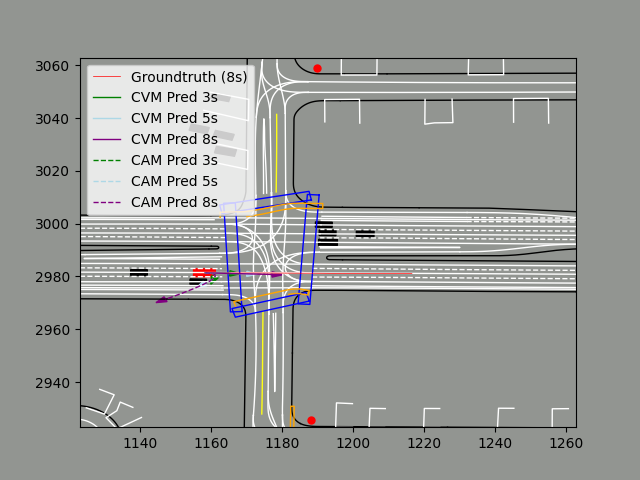 Groundtruth (8s)
CVM Pred 3s
CVM Pred 5s
CVM Pred 8s
CAM Pred 3s
CAM Pred 5s
CAM Pred 8s
3060
3040
3020
3000
2980
2960
2940
1140 1160 1180 1200 1220 1240 1260